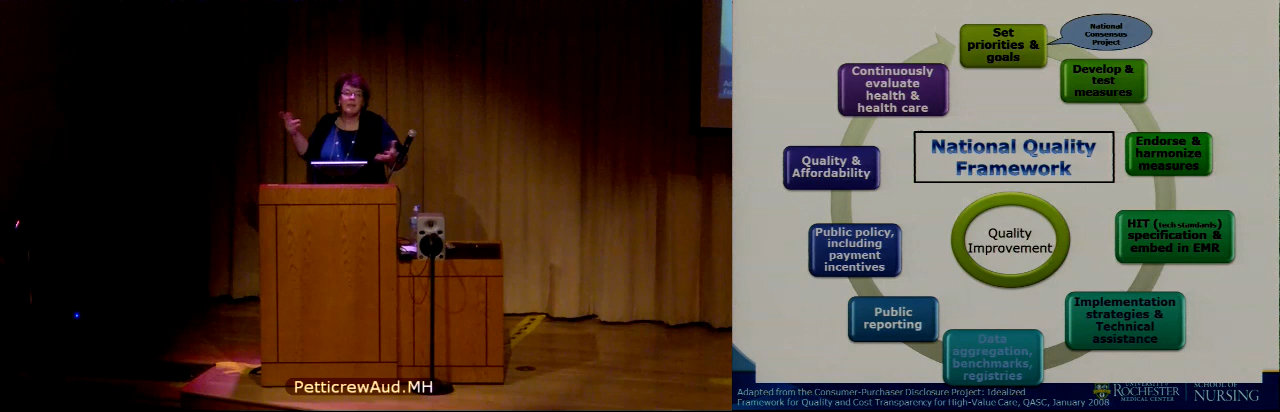 Set
priorities &
goals
National
Consensus
Project
Develop &
test
measures
Endorse &
harmonize
measures
HIT (tech standards)
specification &
embed in EMR
Implementation
strategies &
Technical
assistance
Data
aggregation,
benchmarks,
registries
Public
reporting
Public policy,
including
payment
incentives
Quality &
Affordability
Continuously
evaluate
health &
health care
National Quality
Framework
Quality
Improvement
PetticrewAud.MH
Adapted from the Consumer-Purchaser Disclosure Project: Idealized
Framework for Quality and Cost Transparency for High-Value Care, QASC, January 2008
UNIVERSITY of
ROCHESTER
MEDICAL CENTER
SCHOOL OF
NURSING